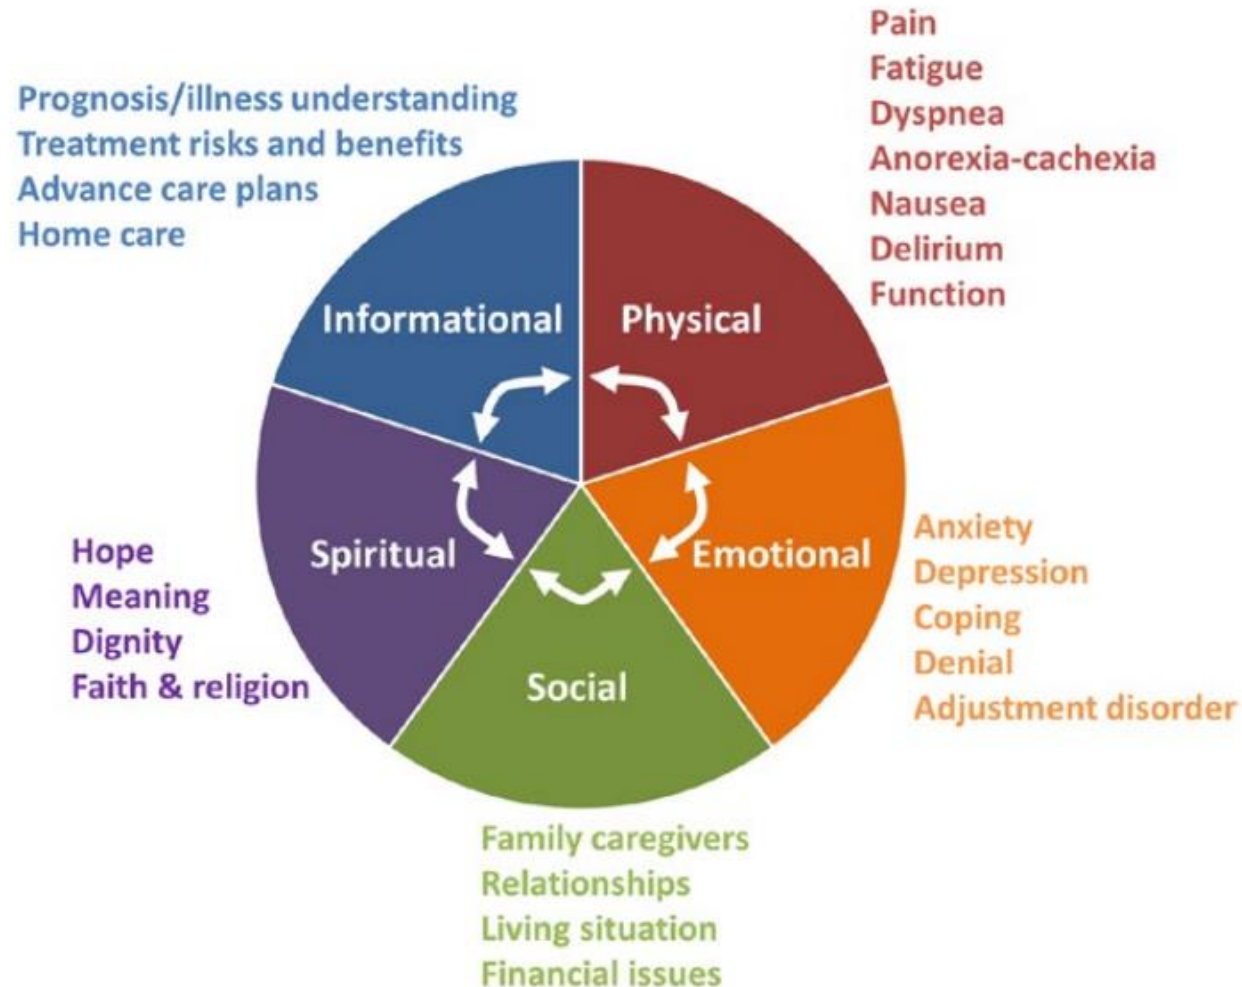 Pain
Fatigue
Dyspnea
Anorexia-cachexia
Nausea
Delirium
Function
Prognosis/illness understanding
Treatment risks and benefits
Advance care plans
Home care
Informational
Physical
Spiritual
Emotional
Social
Hope
Meaning
Dignity
Faith & religion
Anxiety
Depression
Coping
Denial
Adjustment disorder
Family caregivers
Relationships
Living situation
Financial issues